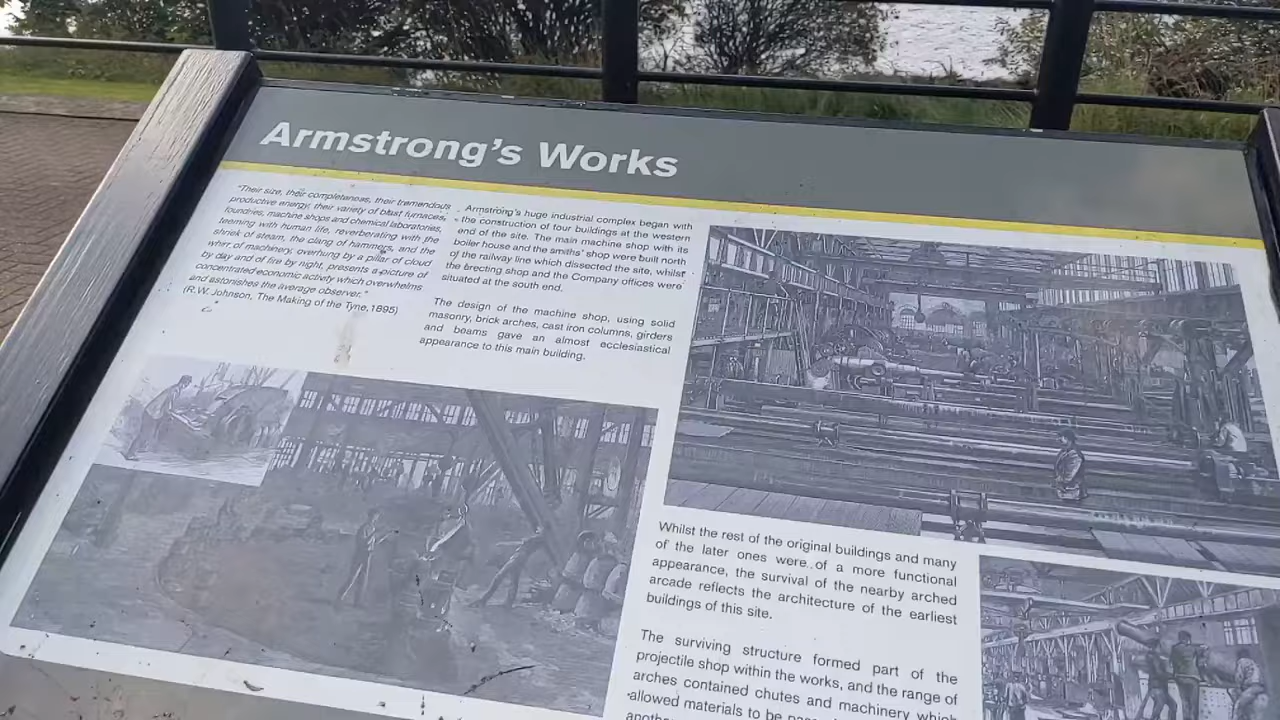 Armstrong's Works
"Their size, their completeness, their tremendous
productive energy, their variety of blast furnaces,
foundries, machine shops and chemical laboratories,
teeming with human life, reverberating with the
shriek of steam, the clang of hammers, and the
whirr of machinery, overhung by a pillar of cloud
by day and of fire by night, presents a picture of
concentrated economic activity which overwhelms
and astonishes the average observer."
(R.W. Johnson, The Making of the Tyne, 1895)
Armstrong's huge industrial complex began with
the construction of four buildings at the western
end of the site. The main machine shop with its
boiler house and the smiths' shop were built north
of the railway line which dissected the site, whilst
the erecting shop and the Company offices were
situated at the south end.
The design of the machine shop, using solid
masonry, brick arches, cast iron columns, girders
and beams gave an almost ecclesiastical
appearance to this main building.
Whilst the rest of the original buildings and many
of the later ones were of a more functional
appearance, the survival of the nearby arched
arcade reflects the architecture of the earliest
buildings of this site.
The surviving structure formed part of the
projectile shop within the works, and the range of
arches contained chutes and machinery which
allowed materials to be